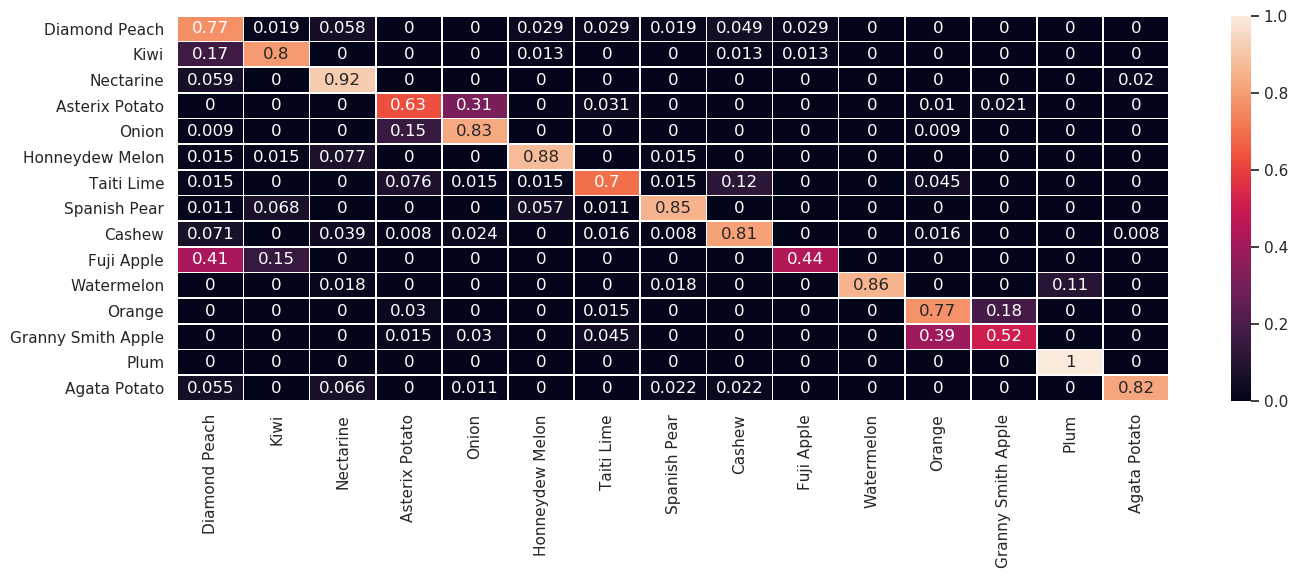 Diamond Peach 0.77 0.019 0.058 0 0 0.029 0.029 0.019 0.049 0.029 0 0 0 0 0
Kiwi 0.17 0.8 0 0 0 0.013 0 0 0.013 0.013 0 0 0 0 0
Nectarine 0.059 0 0.92 0 0 0 0 0 0 0 0 0 0 0 0.02
Asterix Potato 0 0 0 0.63 0.31 0 0.031 0 0 0 0 0.01 0.021 0 0
Onion 0.009 0 0 0.15 0.83 0 0 0 0 0 0 0.009 0 0 0
Honneydew Melon 0.015 0.015 0.077 0 0 0.88 0 0.015 0 0 0 0 0 0 0
Taiti Lime 0.015 0 0 0.076 0.015 0.015 0.7 0.015 0.12 0 0 0.045 0 0 0
Spanish Pear 0.011 0.068 0 0 0 0.057 0.011 0.85 0 0 0 0 0 0 0
Cashew 0.071 0 0.039 0.008 0.024 0 0.016 0.008 0.81 0 0 0.016 0 0 0.008
Fuji Apple 0.41 0.15 0 0 0 0 0 0 0 0.44 0 0 0 0 0
Watermelon 0 0 0.018 0 0 0 0 0.018 0 0 0.86 0 0 0.11 0
Orange 0 0 0 0.03 0 0 0.015 0 0 0 0 0.77 0.18 0 0
Granny Smith Apple 0 0 0 0.015 0.03 0 0.045 0 0 0 0 0.39 0.52 0 0
Plum 0 0 0 0 0 0 0 0 0 0 0 0 0 1 0
Agata Potato 0.055 0 0.066 0 0.011 0 0 0.022 0.022 0 0 0 0 0 0.82
Diamond Peach
Kiwi
Nectarine
Asterix Potato
Onion
Honneydew Melon
Taiti Lime
Spanish Pear
Cashew
Fuji Apple
Watermelon
Orange
Granny Smith Apple
Plum
Agata Potato
1.0
0.8
0.6
0.4
0.2
0.0